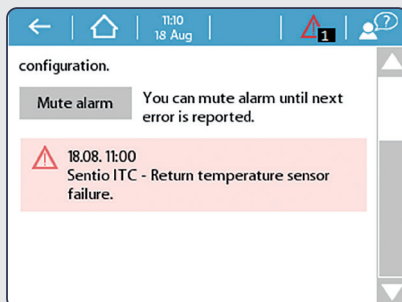 11:10
18 Aug
1
?
configuration.
Mute alarm
You can mute alarm until next
error is reported.
18.08. 11:00
Sentio ITC - Return temperature sensor
failure.